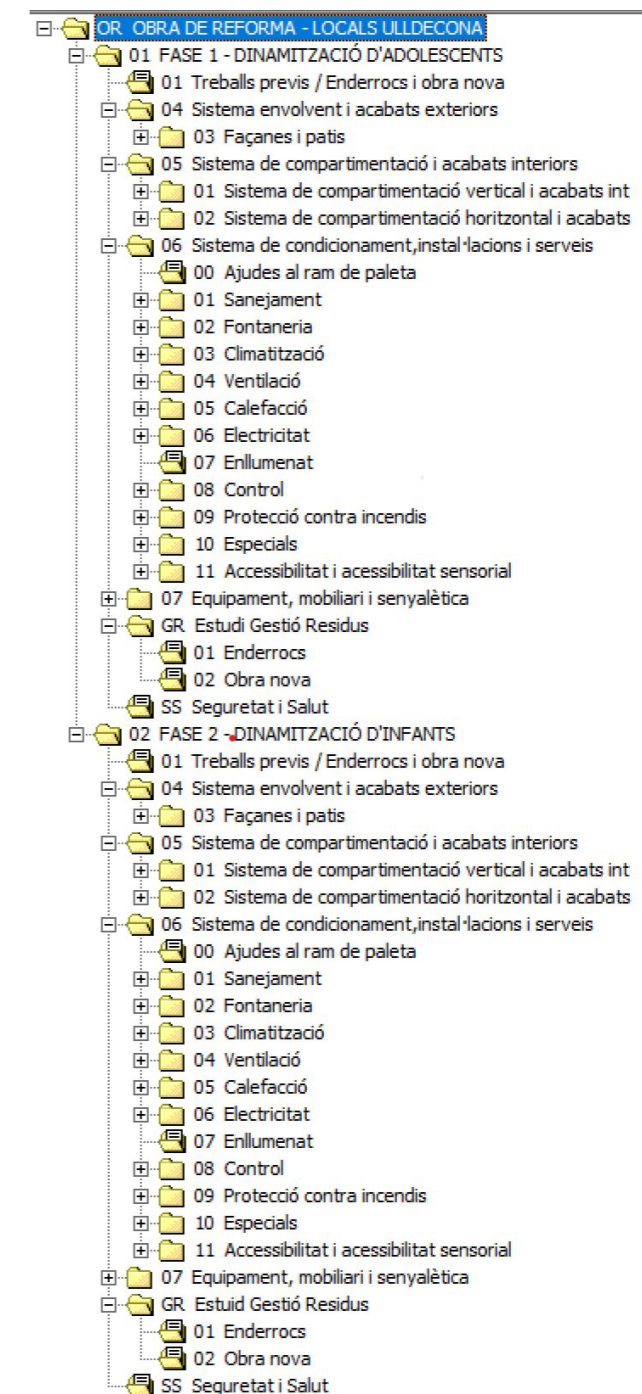 OR OBRA DE REFORMA - LOCALS ULLDECONA
01 FASE 1 - DINAMITZACIÓ D'ADOLESCENTS
01 Treballs previs / Enderrocs i obra nova
04 Sistema envolvent i acabats exteriors
03 Façanes i patis
05 Sistema de compartimentació i acabats interiors
01 Sistema de compartimentació vertical i acabats int
02 Sistema de compartimentació horitzontal i acabats
06 Sistema de condicionament,instal·lacions i serveis
00 Ajudes al ram de paleta
01 Sanejament
02 Fontaneria
03 Climatització
04 Ventilació
05 Calefacció
06 Electricitat
07 Enllumenat
08 Control
09 Protecció contra incendis
10 Especials
11 Accessibilitat i acessibilitat sensorial
07 Equipament, mobiliari i senyalètica
GR Estudi Gestió Residus
01 Enderrocs
02 Obra nova
SS Seguretat i Salut
02 FASE 2 - DINAMITZACIÓ D'INFANTS
01 Treballs previs / Enderrocs i obra nova
04 Sistema envolvent i acabats exteriors
03 Façanes i patis
05 Sistema de compartimentació i acabats interiors
01 Sistema de compartimentació vertical i acabats int
02 Sistema de compartimentació horitzontal i acabats
06 Sistema de condicionament,instal·lacions i serveis
00 Ajudes al ram de paleta
01 Sanejament
02 Fontaneria
03 Climatització
04 Ventilació
05 Calefacció
06 Electricitat
07 Enllumenat
08 Control
09 Protecció contra incendis
10 Especials
11 Accessibilitat i acessibilitat sensorial
07 Equipament, mobiliari i senyalètica
GR Estuid Gestió Residus
01 Enderrocs
02 Obra nova
SS Seguretat i Salut